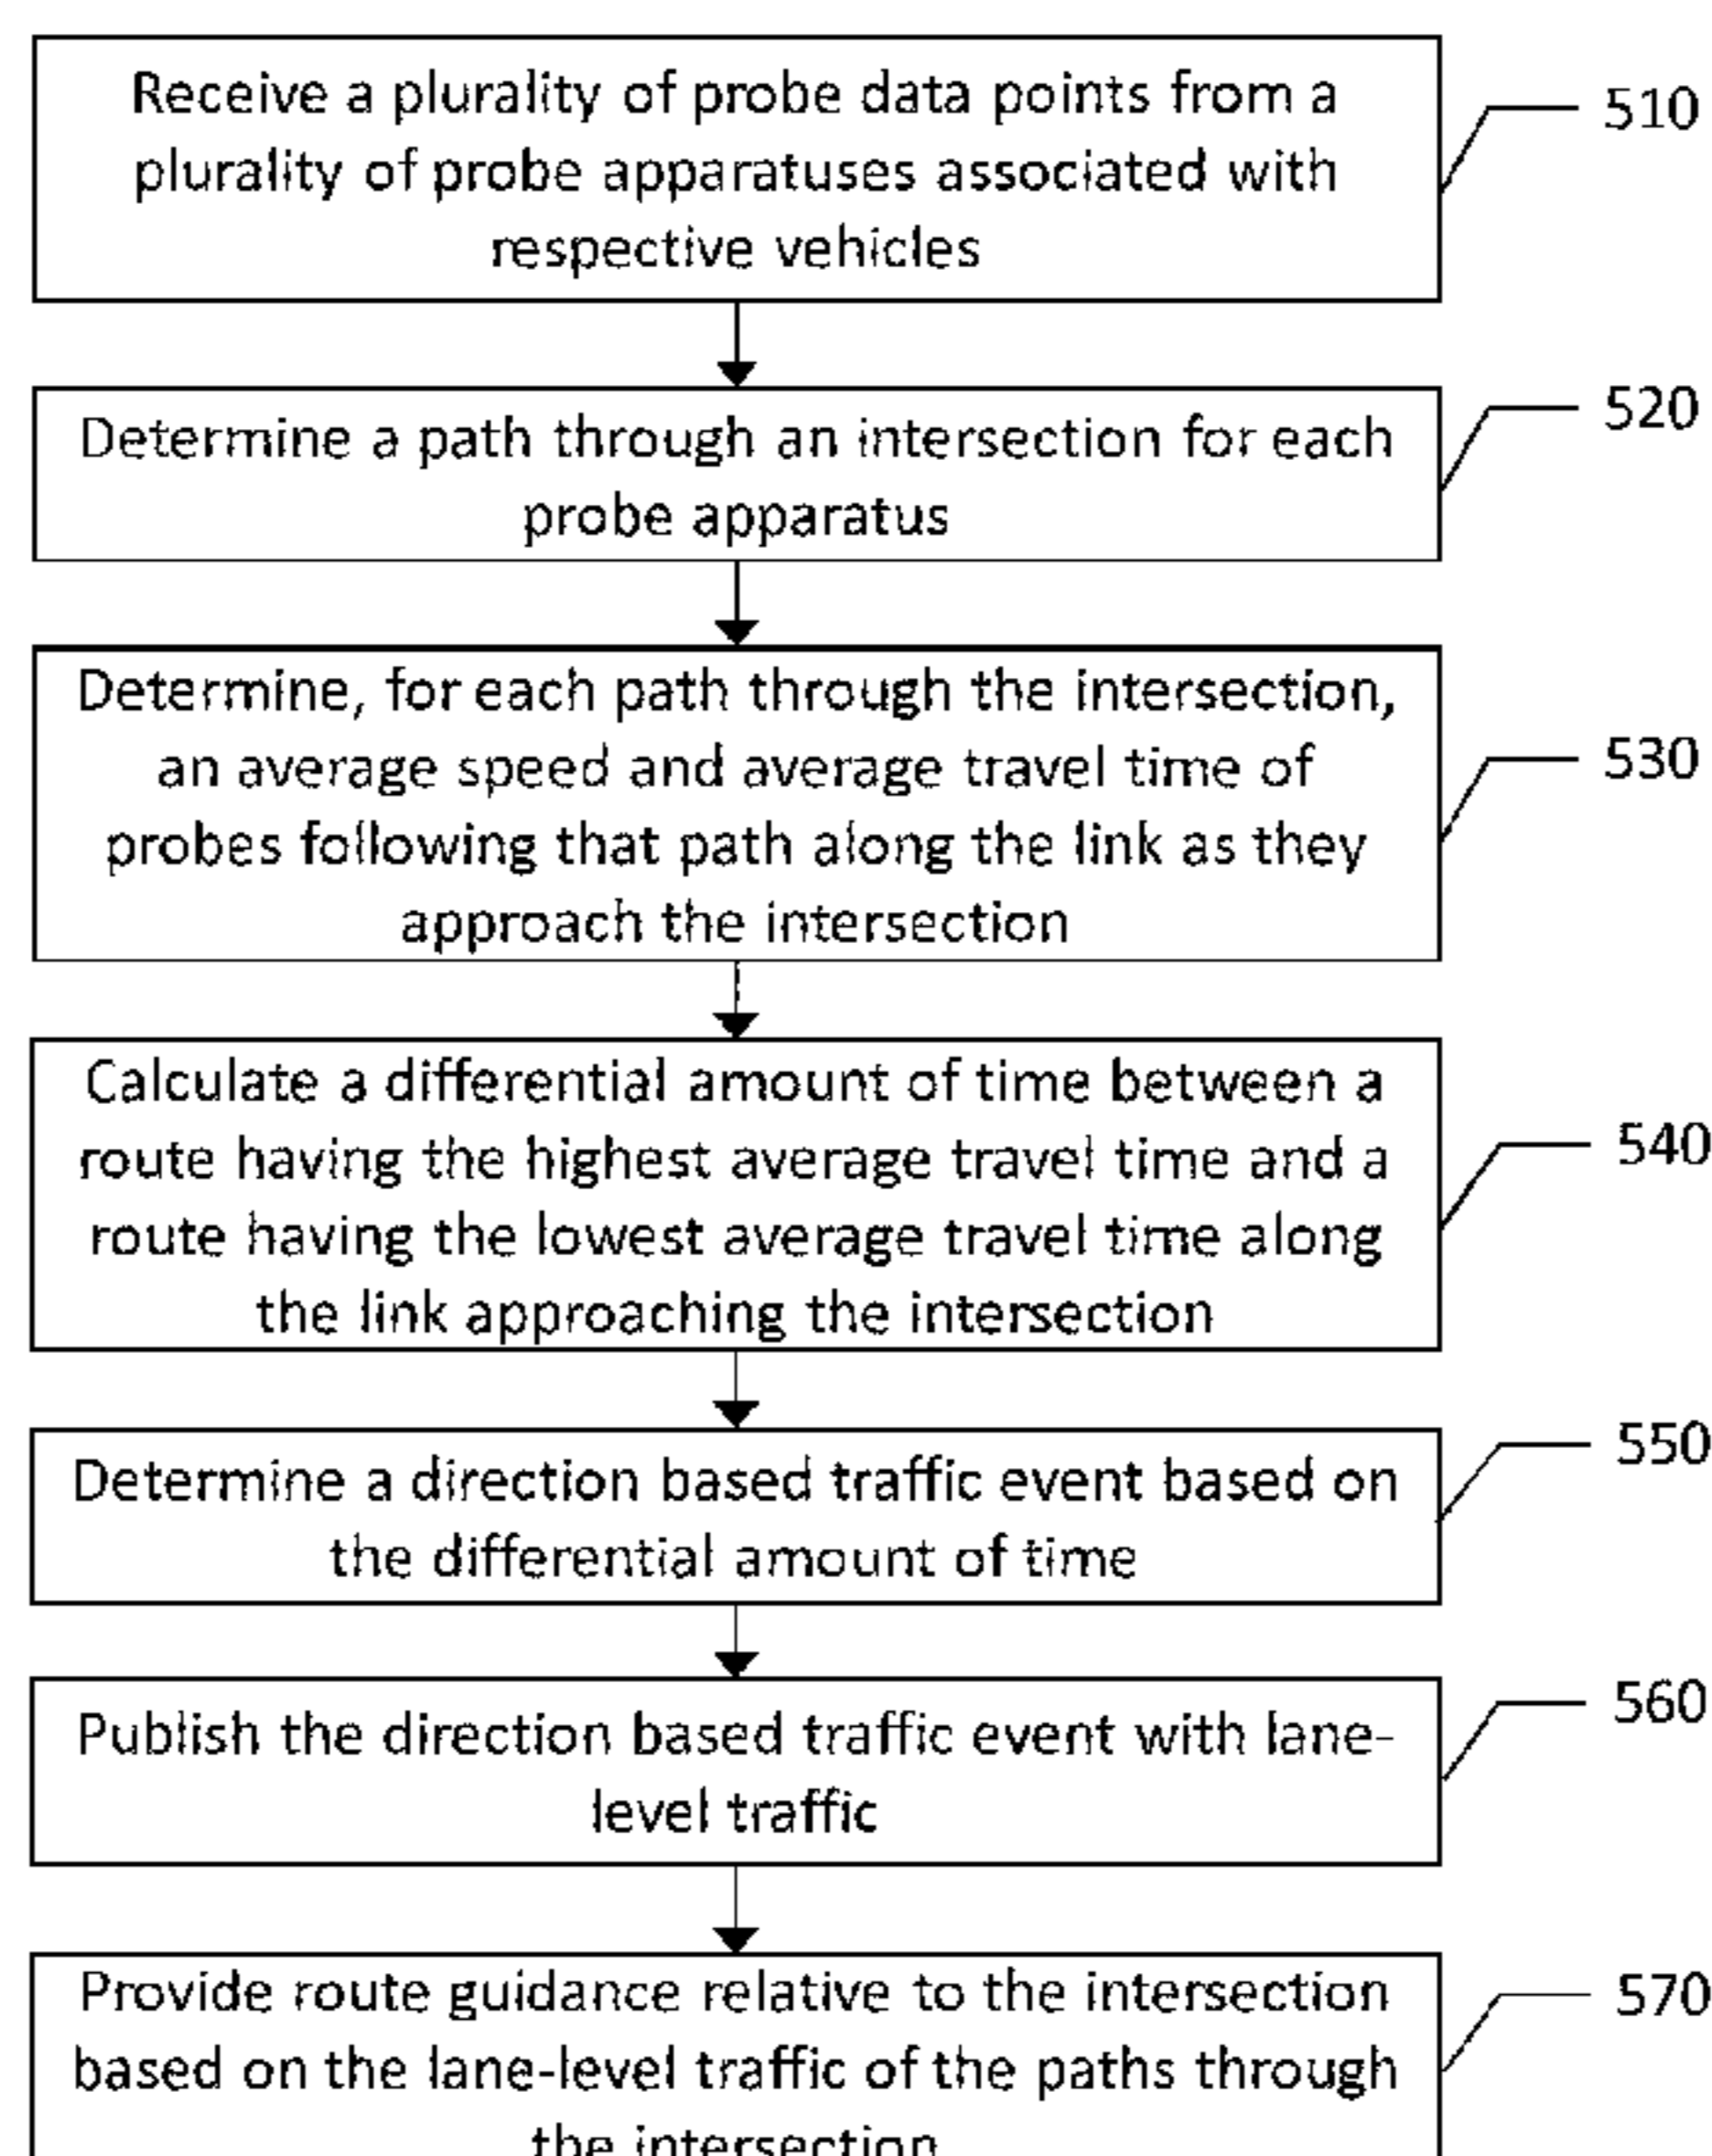 Receive a plurality of probe data points from a
plurality of probe apparatuses associated with
respective vehicles
510
Determine a path through an intersection for each
probe apparatus
520
Determine, for each path through the intersection,
an average speed and average travel time of
probes following that path along the link as they
approach the intersection
530
Calculate a differential amount of time between a
route having the highest average travel time and a
route having the lowest average travel time along
the link approaching the intersection
540
Determine a direction based traffic event based on
the differential amount of time
550
Publish the direction based traffic event with lane-
level traffic
560
Provide route guidance relative to the intersection
based on the lane-level traffic of the paths through
the intersection
570